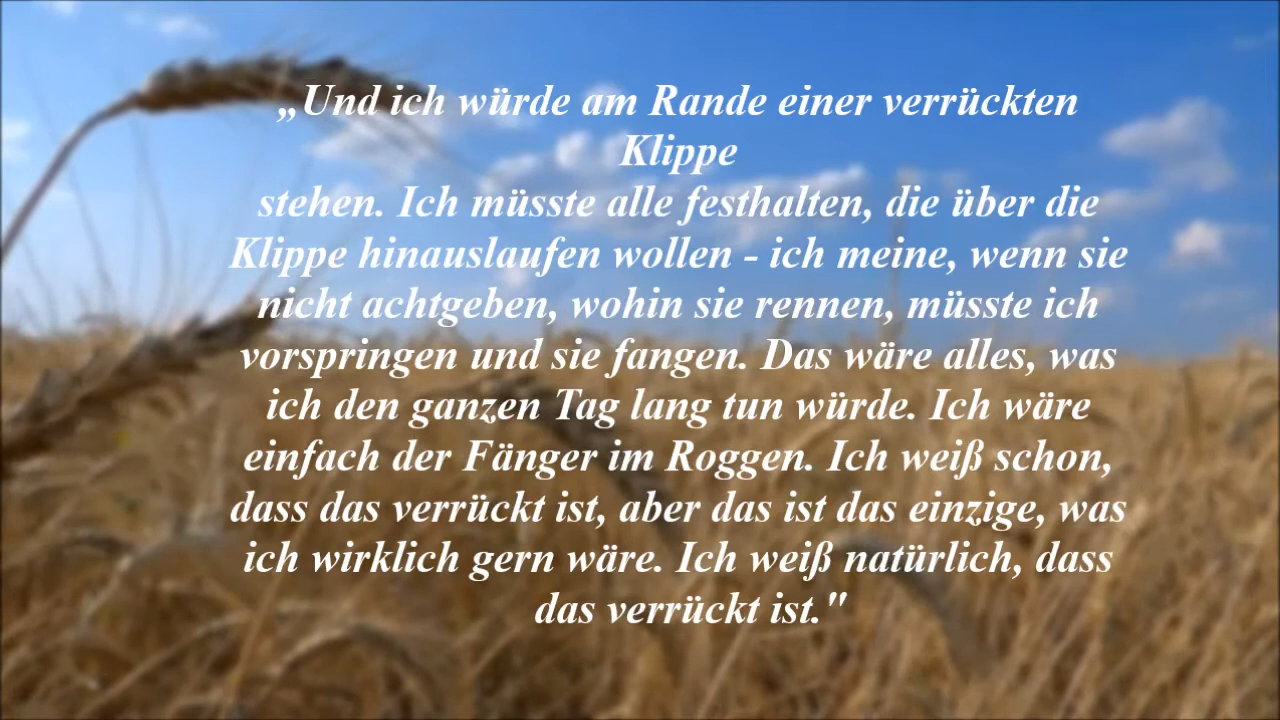 „Und ich würde am Rande einer verrückten
Klippe
stehen. Ich müsste alle festhalten, die über die
Klippe hinauslaufen wollen - ich meine, wenn sie
nicht achtgeben, wohin sie rennen, müsste ich
vorspringen und sie fangen. Das wäre alles, was
ich den ganzen Tag lang tun würde. Ich wäre
einfach der Fänger im Roggen. Ich weiß schon,
dass das verrückt ist, aber das ist das einzige, was
ich wirklich gern wäre. Ich weiß natürlich, dass
das verrückt ist."